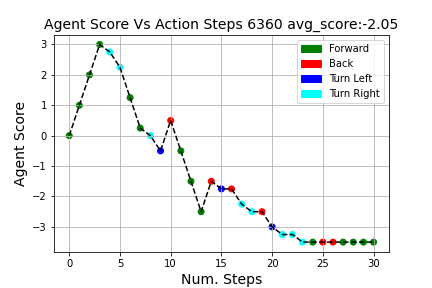 Agent Score Vs Action Steps 6360 avg_score:-2.05
Agent Score
3
2
1
0
−1
−2
−3
Forward
Back
Turn Left
Turn Right
0 5 10 15 20 25 30
Num. Steps